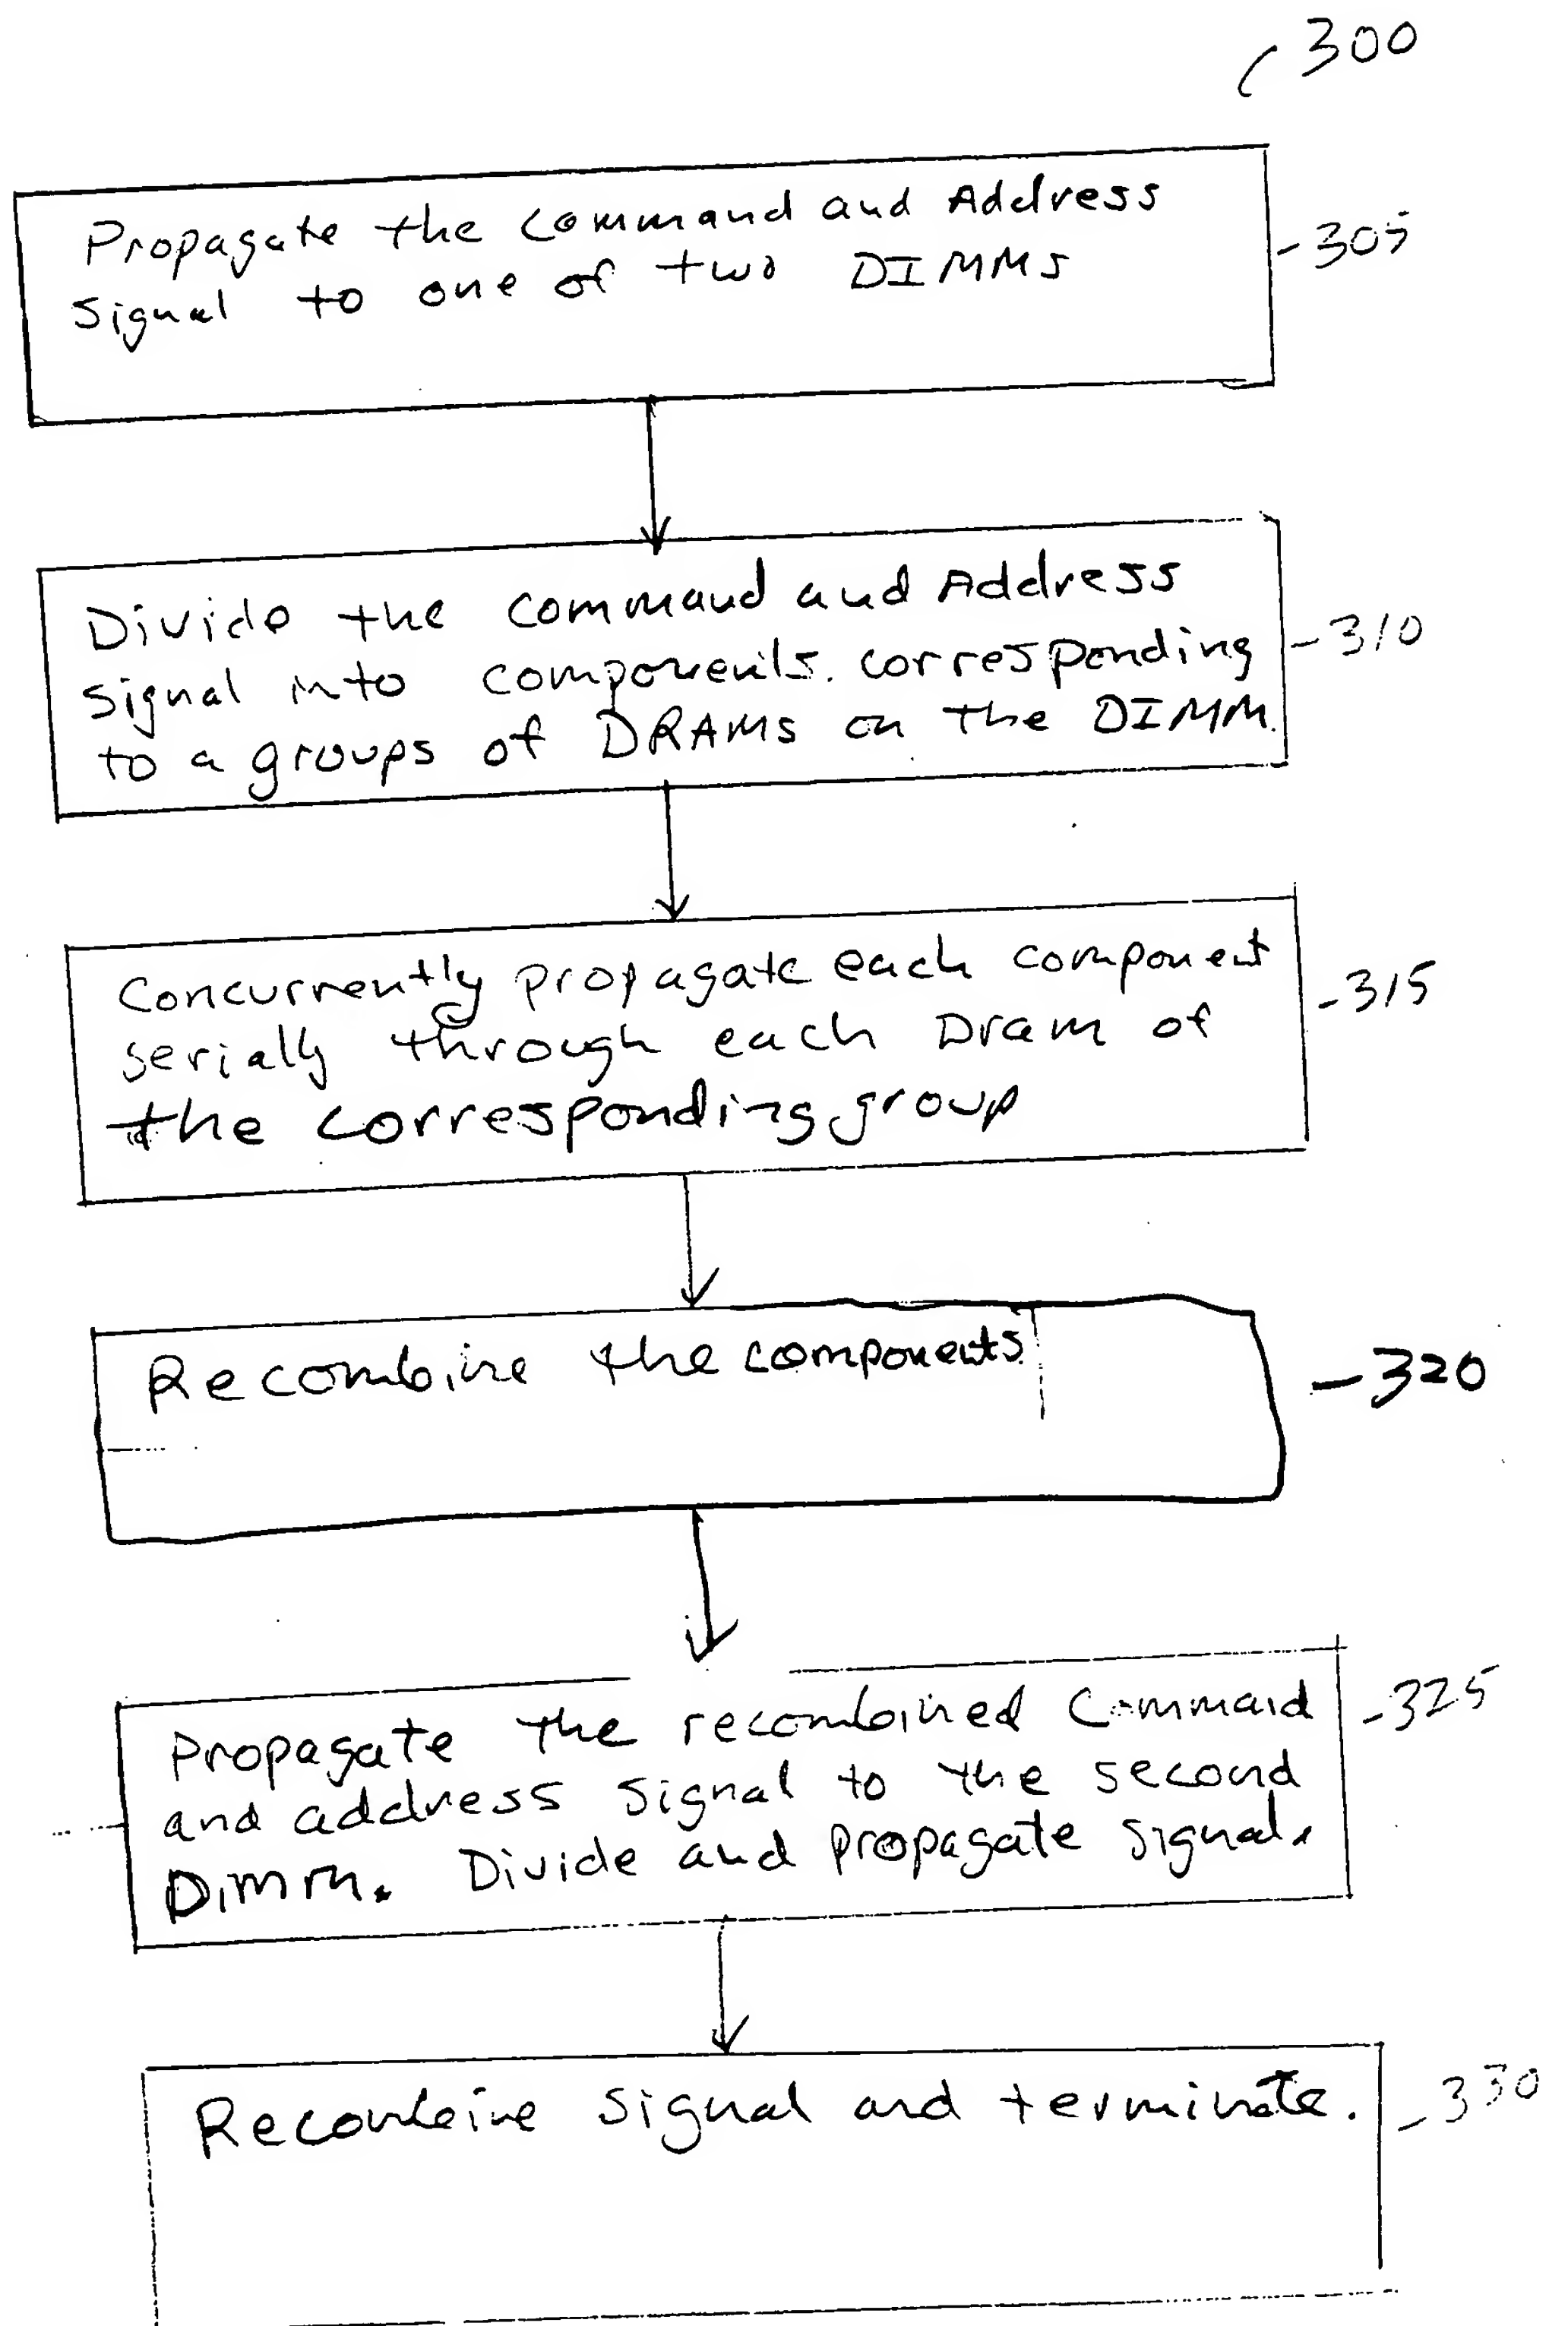 300
Propagate the Command and Address
signal to one of two DIMMs
-305
Divide the command and Address
signal into components. corresponding
to a groups of DRAMs on the DIMM.
-310
Concurrently propagate each component
serially through each Dram of
the corresponding group
-315
Recombine the components
-320
Propagate the recombined Command
and address signal to the second
Dimm. Divide and propagate signal.
-325
Recombine signal and terminate.
-330